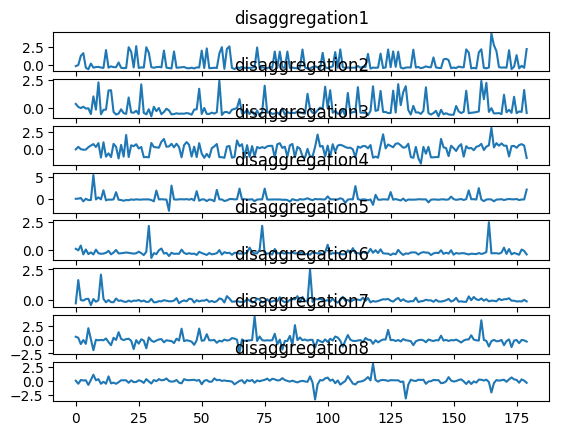 disaggregation1
2.5
0.0
disaggregation2
2.5
0.0
disaggregation3
2.5
0.0
disaggregation4
5
0
disaggregation5
2.5
0.0
disaggregation6
2.5
0.0
disaggregation7
2.5
0.0
−2.5
disaggregation8
2.5
0.0
−2.5
0 25 50 75 100 125 150 175